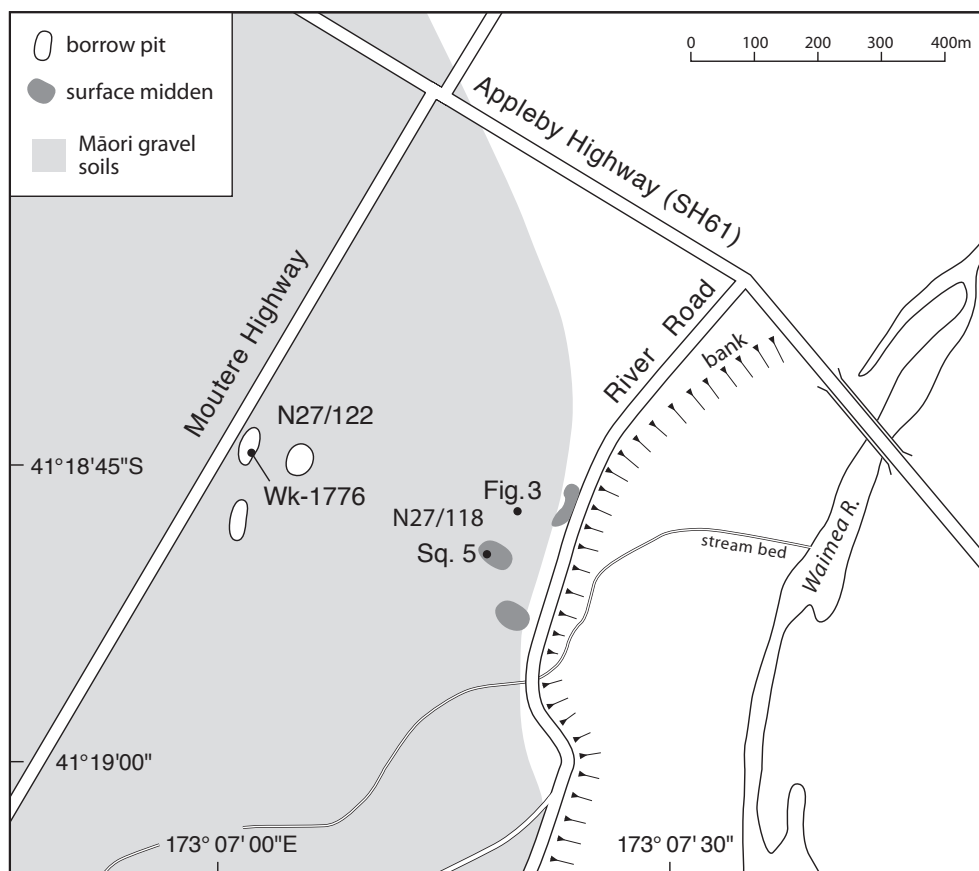 borrow pit
surface midden
Māori gravel
soils
0 100 200 300 400m
Appleby Highway (SH61)
Moutere Highway
River Road
bank
N27/122
41°18'45"S
Wk-1776
Fig.3
N27/118
Sq. 5
stream bed
Waimea R.
41°19'00"
173° 07' 00"E
173° 07' 30"